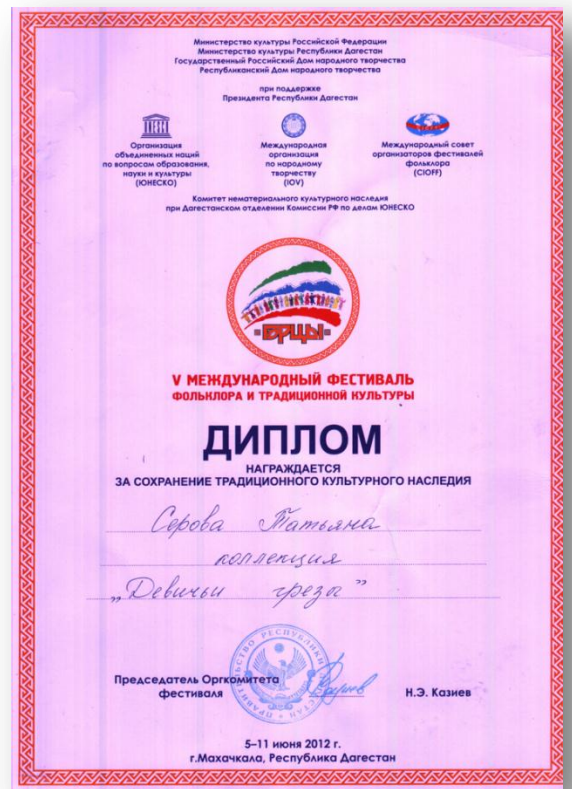 Министерство культуры Российской Федерации
Министерство культуры Республики Дагестан
Государственный Российский Дом народного творчества
Республиканский Дом народного творчества
при поддержке
Президента Республики Дагестан
Организация
объединенных наций
по вопросам образования,
науки и культуры
(ЮНЕСКО)
Международная
организация
по народному
творчеству
(IOV)
Международный совет
организаторов фестивалей
фольклора
(CIOFF)
Комитет нематериального культурного наследия
при Дагестанском отделении Комиссии РФ по делам ЮНЕСКО
ГОРЦЫ
V МЕЖДУНАРОДНЫЙ ФЕСТИВАЛЬ
ФОЛЬКЛОРА И ТРАДИЦИОННОЙ КУЛЬТУРЫ
ДИПЛОМ
НАГРАЖДАЕТСЯ
ЗА СОХРАНЕНИЕ ТРАДИЦИОННОГО КУЛЬТУРНОГО НАСЛЕДИЯ
Серова Татьяна
коллекция
„Девичьи грезы”
Председатель Оргкомитета
фестиваля
Н.Э. Казиев
5–11 июня 2012 г.
г.Махачкала, Республика Дагестан